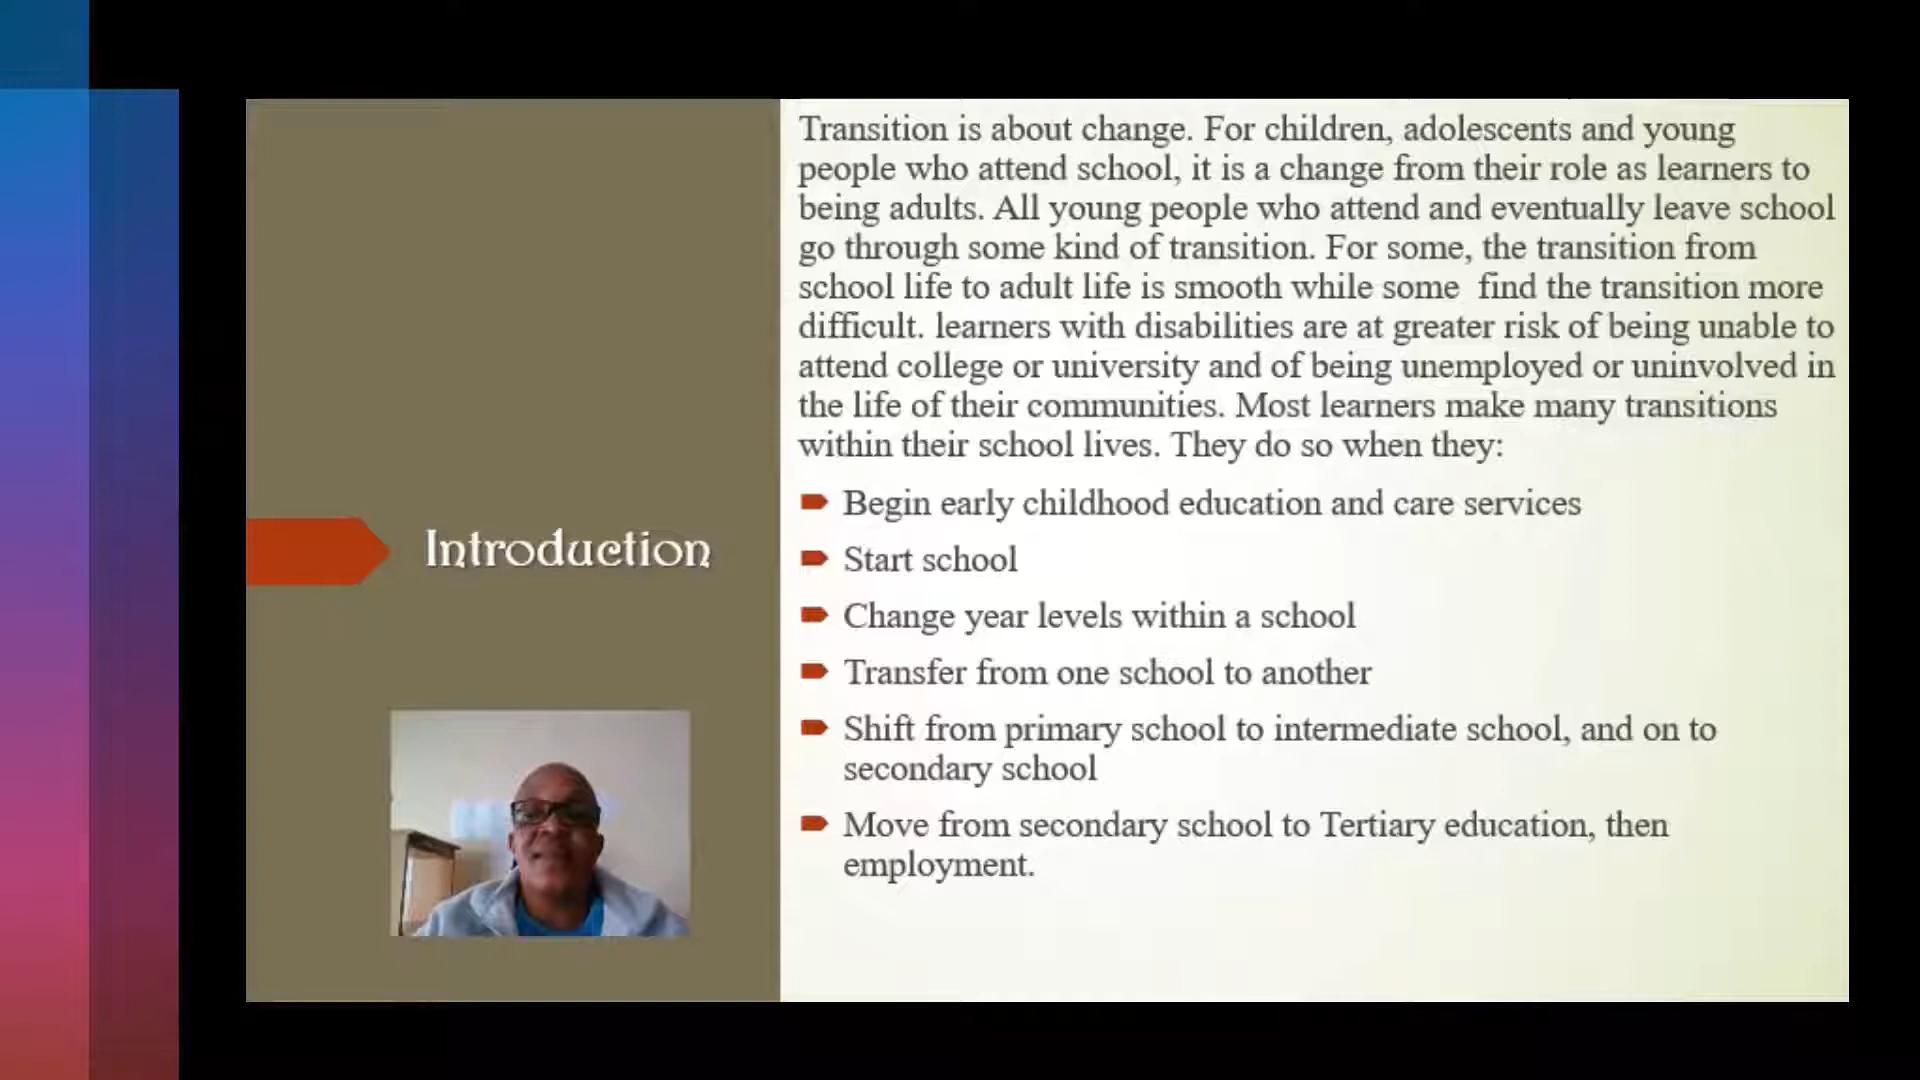 Transition is about change. For children, adolescents and young
people who attend school, it is a change from their role as learners to
being adults. All young people who attend and eventually leave school
go through some kind of transition. For some, the transition from
school life to adult life is smooth while some  find the transition more
difficult. learners with disabilities are at greater risk of being unable to
attend college or university and of being unemployed or uninvolved in
the life of their communities. Most learners make many transitions
within their school lives. They do so when they:
Begin early childhood education and care services
Start school
Change year levels within a school
Transfer from one school to another
Shift from primary school to intermediate school, and on to
secondary school
Move from secondary school to Tertiary education, then
employment.
Introduction